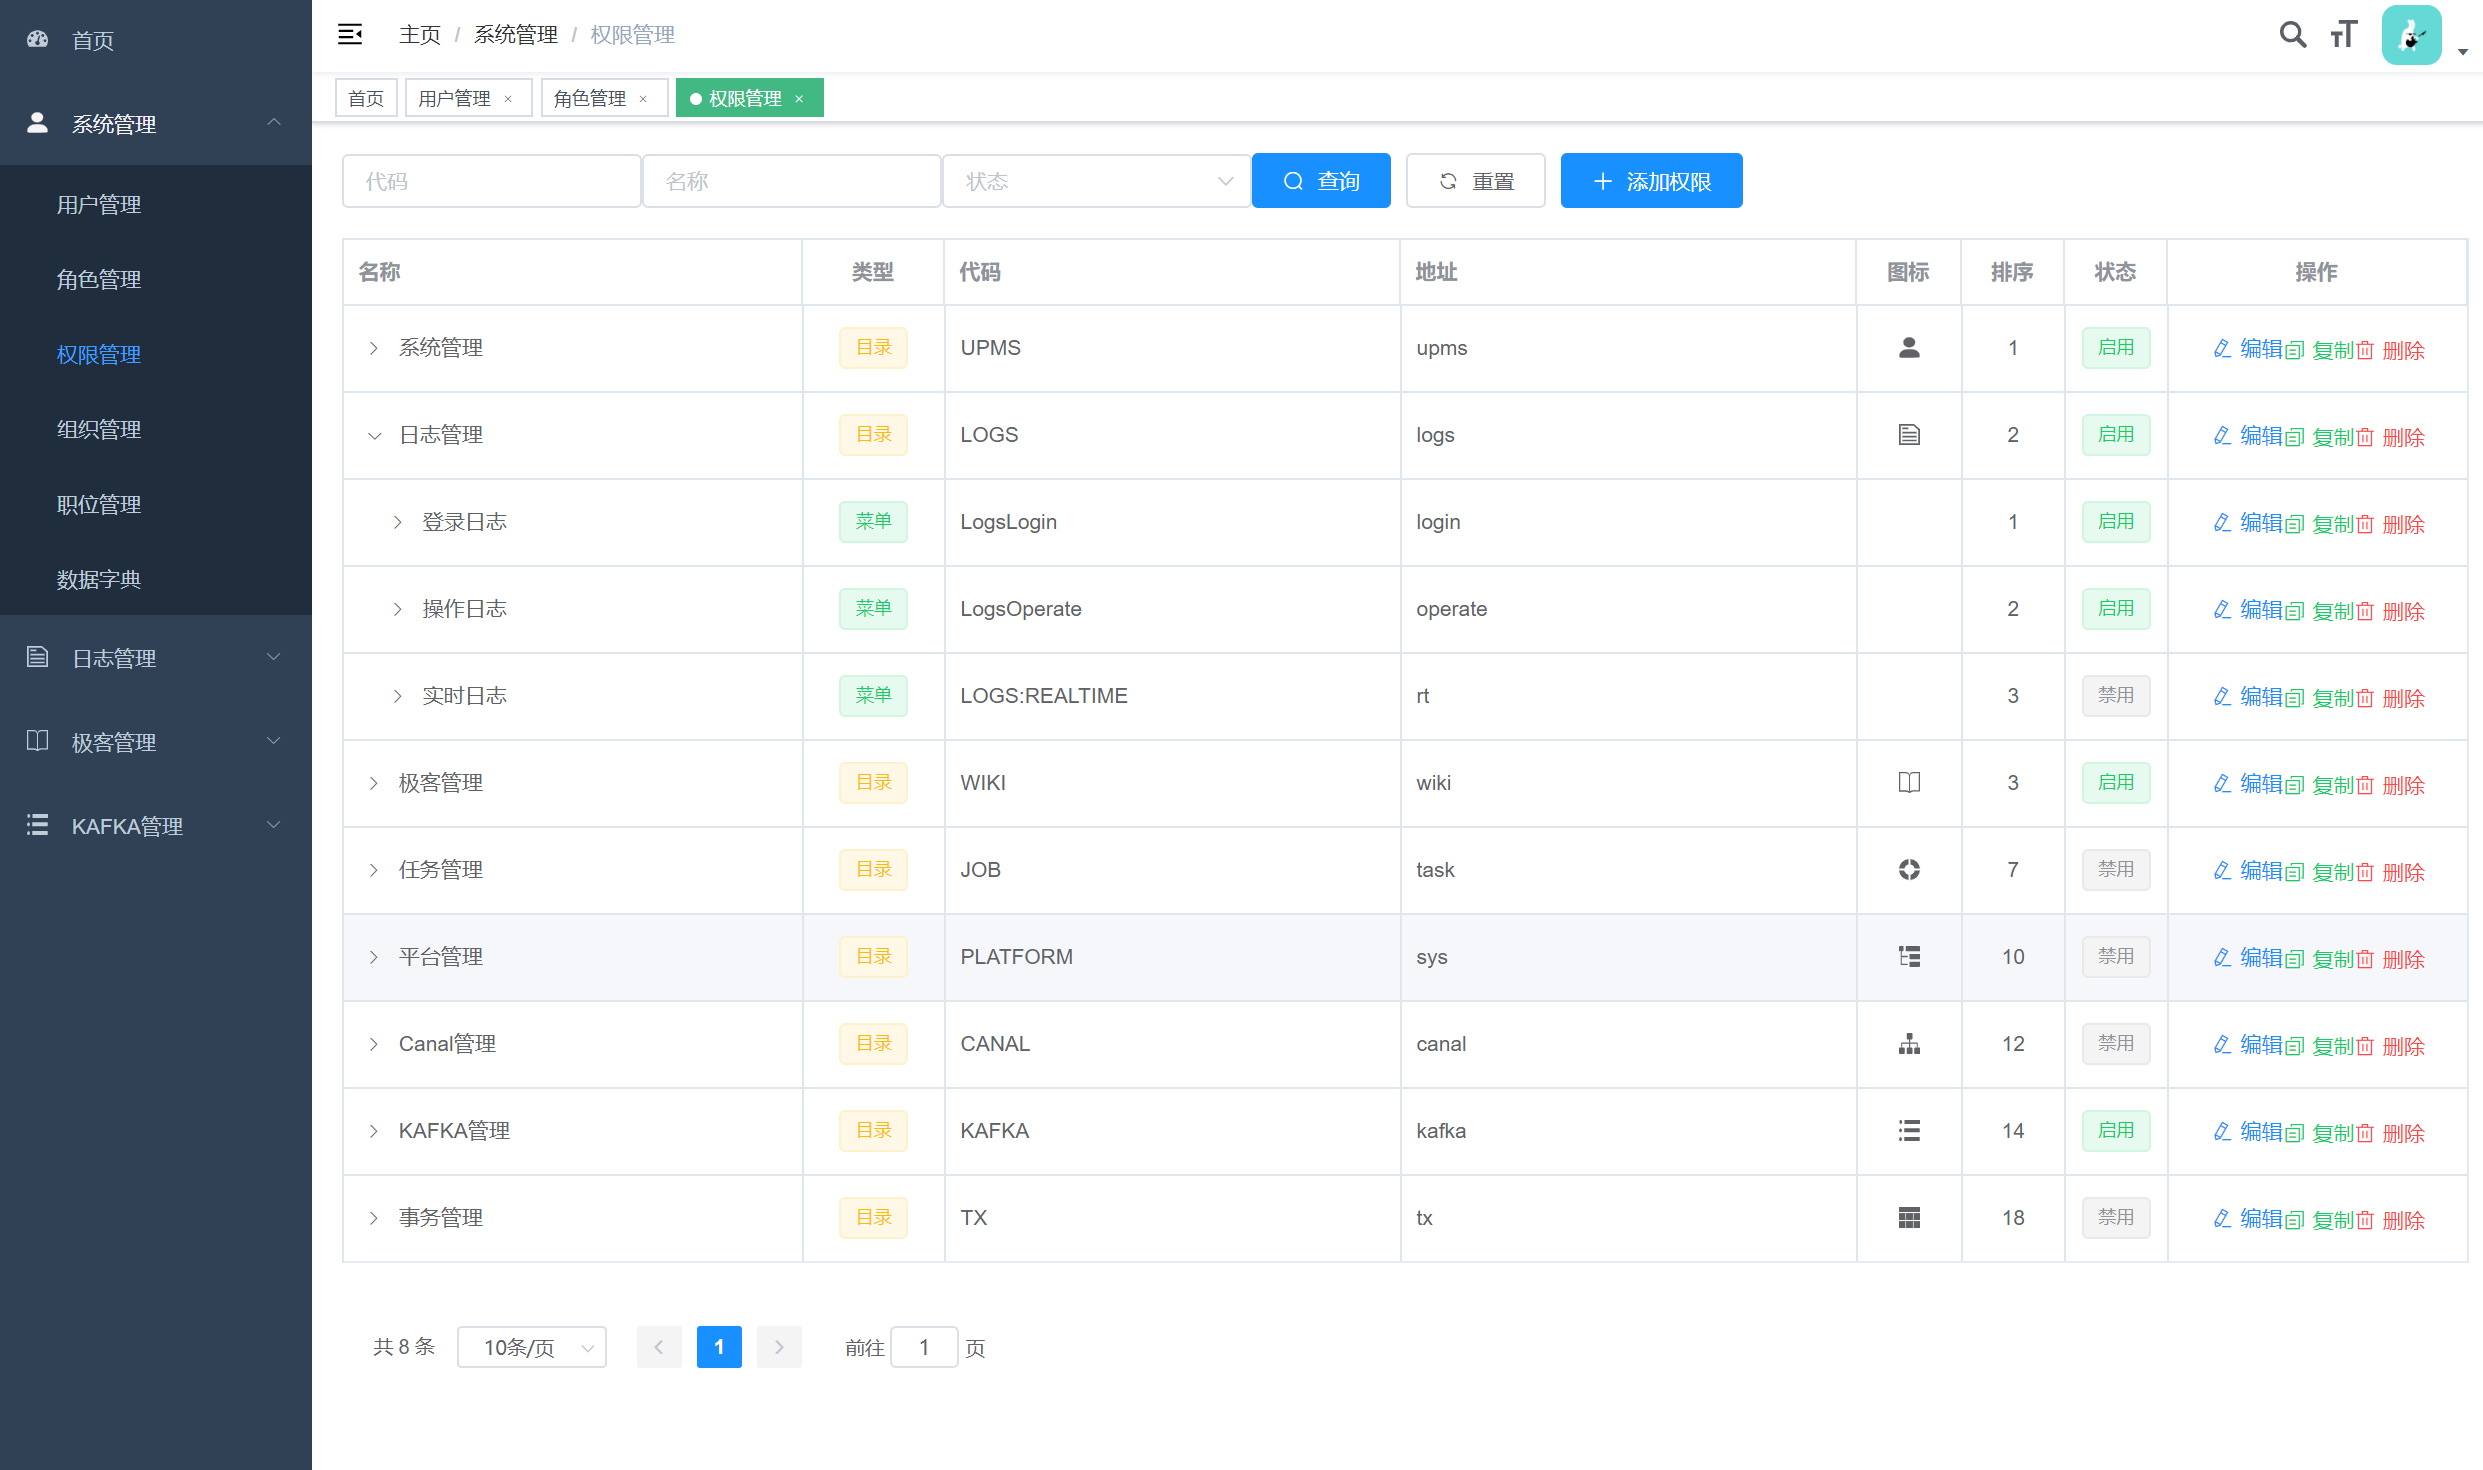 首页
系统管理
用户管理
角色管理
权限管理
组织管理
职位管理
数据字典
日志管理
极客管理
KAFKA管理
主页 / 系统管理 / 权限管理
首页 用户管理 × 角色管理 × 权限管理 ×
代码 名称 状态 查询 重置 添加权限
名称 类型 代码 地址 图标 排序 状态 操作
系统管理 目录 UPMS upms 1 启用 编辑 复制 删除
日志管理 目录 LOGS logs 2 启用 编辑 复制 删除
登录日志 菜单 LogsLogin login 1 启用 编辑 复制 删除
操作日志 菜单 LogsOperate operate 2 启用 编辑 复制 删除
实时日志 菜单 LOGS:REALTIME rt 3 禁用 编辑 复制 删除
极客管理 目录 WIKI wiki 3 启用 编辑 复制 删除
任务管理 目录 JOB task 7 禁用 编辑 复制 删除
平台管理 目录 PLATFORM sys 10 禁用 编辑 复制 删除
Canal管理 目录 CANAL canal 12 禁用 编辑 复制 删除
KAFKA管理 目录 KAFKA kafka 14 启用 编辑 复制 删除
事务管理 目录 TX tx 18 禁用 编辑 复制 删除
共 8 条 10条/页 1 前往 1 页